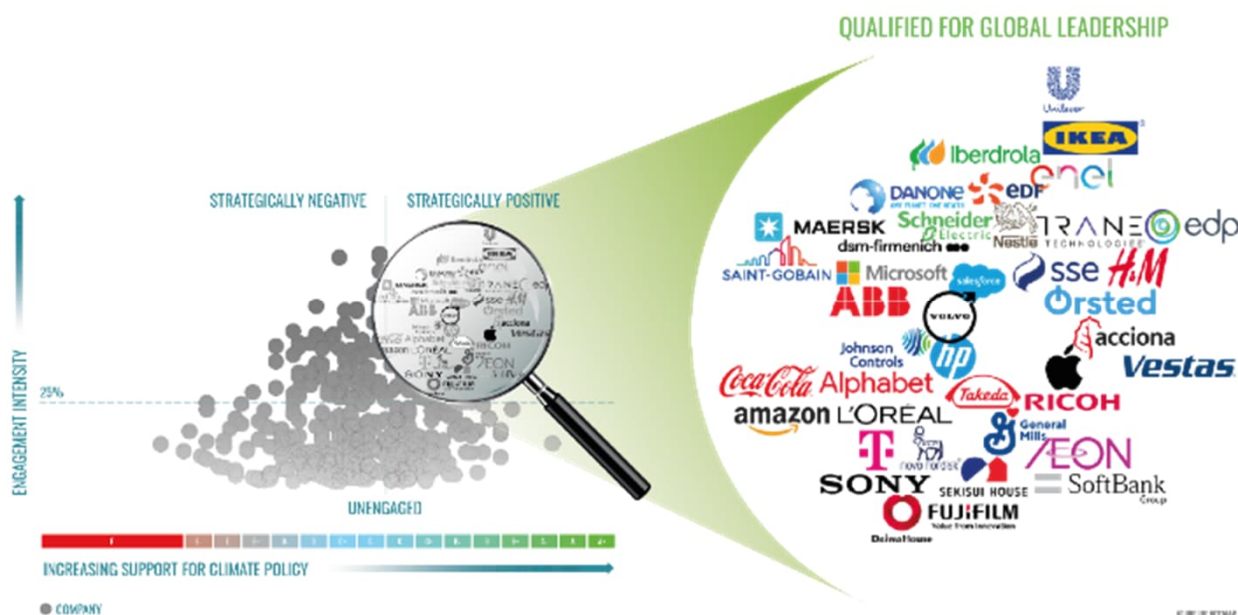 QUALIFIED FOR GLOBAL LEADERSHIP
Unilever
IKEA
Iberdrola
enel
DANONE
edF
MAERSK
Schneider
Electric
Nestlé
TRANE
TECHNOLOGIES
edp
dsm-firmenich
SAINT-GOBAIN
Microsoft
salesforce
sse
H&M
ABB
VOLVO
Ørsted
acciona
Johnson
Controls
hp
Vestas
Coca-Cola
Alphabet
Takeda
RICOH
amazon
L'ORÉAL
General
Mills
T
novo nordisk
ÆON
SONY
SEKISUI HOUSE
SoftBank
Group
FUJIFILM
Value from Innovation
DaiwaHouse
STRATEGICALLY NEGATIVE
STRATEGICALLY POSITIVE
ENGAGEMENT INTENSITY
25%
UNENGAGED
INCREASING SUPPORT FOR CLIMATE POLICY
COMPANY